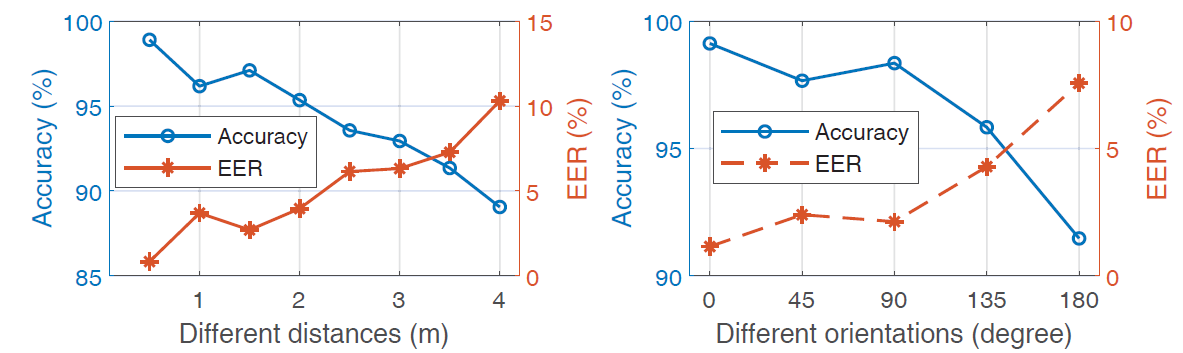 100
95
90
85
Accuracy (%)
15
10
5
0
EER (%)
Accuracy
EER
1
2
3
4
Different distances (m)
100
95
90
Accuracy (%)
10
5
0
EER (%)
Accuracy
EER
0
45
90
135
180
Different orientations (degree)